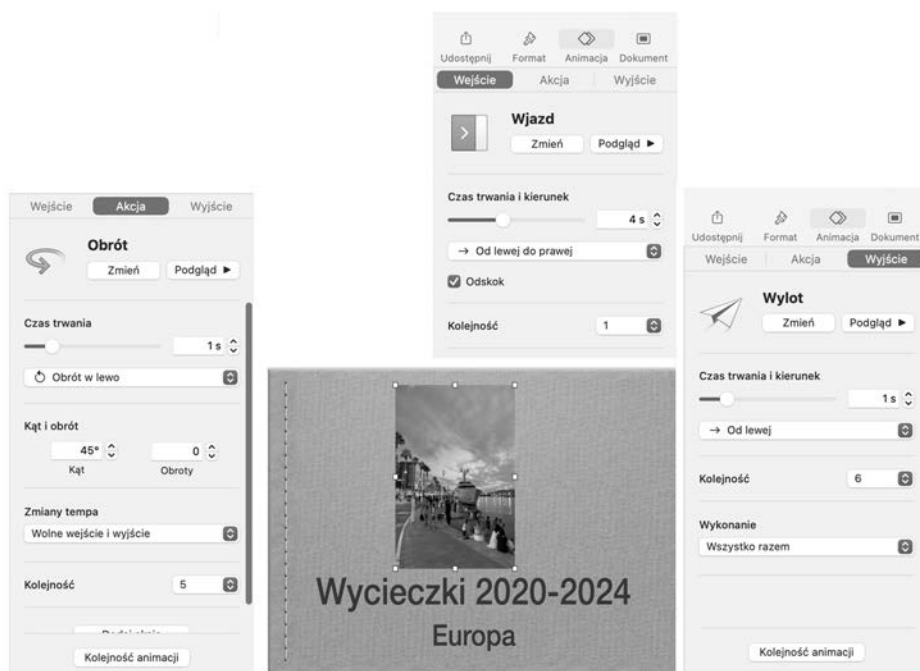 Udostępnij Format Animacja Dokument
Wejście Akcja Wyjście
Wjazd
Zmień Podgląd ▶
Czas trwania i kierunek
4 s
→ Od lewej do prawej
Odskok
Kolejność 1
Wejście Akcja Wyjście
Obrót
Zmień Podgląd ▶
Czas trwania
1 s
Obrót w lewo
Kąt i obrót
45° 0
Kąt Obroty
Zmiany tempa
Wolne wejście i wyjście
Kolejność 5
Kolejność animacji
Wycieczki 2020-2024
Europa
Udostępnij Format Animacja Dokument
Wejście Akcja Wyjście
Wylot
Zmień Podgląd ▶
Czas trwania i kierunek
1 s
→ Od lewej
Kolejność 6
Wykonanie
Wszystko razem
Kolejność animacji